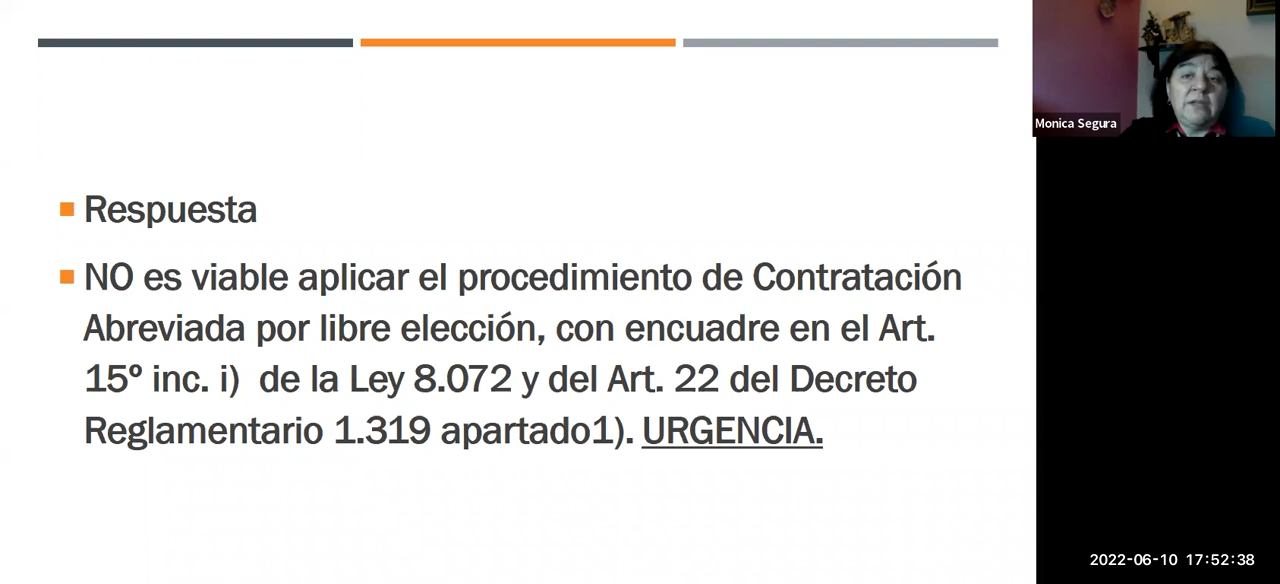 Respuesta
NO es viable aplicar el procedimiento de Contratación
Abreviada por libre elección, con encuadre en el Art.
15º inc. i)  de la Ley 8.072 y del Art. 22 del Decreto
Reglamentario 1.319 apartado1). URGENCIA.
Monica Segura
2022-06-10 17:52:38